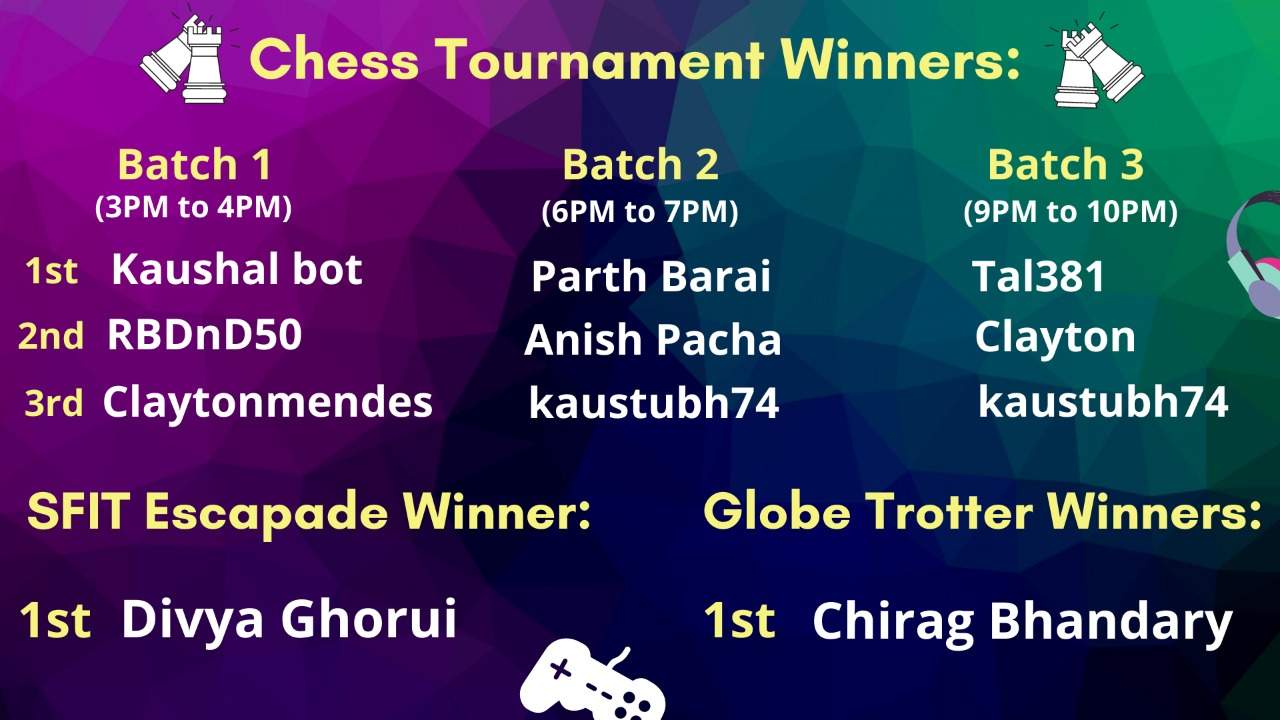 Chess Tournament Winners:
Batch 1 Batch 2 Batch 3
(3PM to 4PM) (6PM to 7PM) (9PM to 10PM)
1st Kaushal bot Parth Barai Tal381
2nd RBDnD50 Anish Pacha Clayton
3rd Claytonmendes kaustubh74 kaustubh74
SFIT Escapade Winner: Globe Trotter Winners:
1st Divya Ghorui 1st Chirag Bhandary